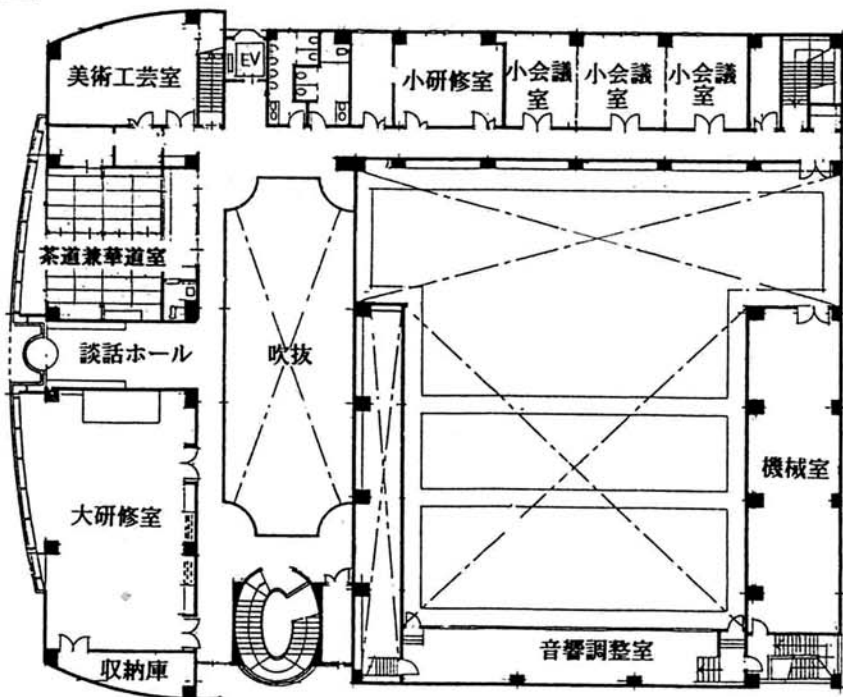 美術工芸室
EV
小研修室
小会議
室
小会議
室
小会議
室
茶道兼華道室
談話ホール
吹抜
大研修室
機械室
収納庫
音響調整室